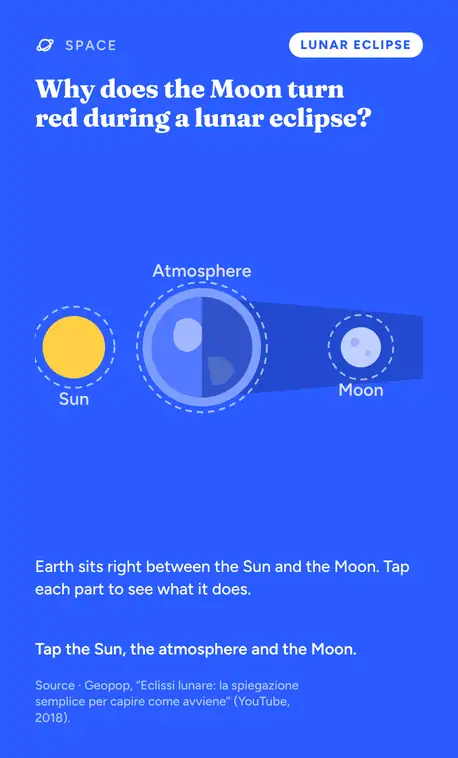 SPACE
LUNAR ECLIPSE
Why does the Moon turn
red during a lunar eclipse?
Atmosphere
Sun
Moon
Earth sits right between the Sun and the Moon. Tap
each part to see what it does.
Tap the Sun, the atmosphere and the Moon.
Source · Geopop, “Eclissi lunare: la spiegazione
semplice per capire come avviene” (YouTube,
2018).